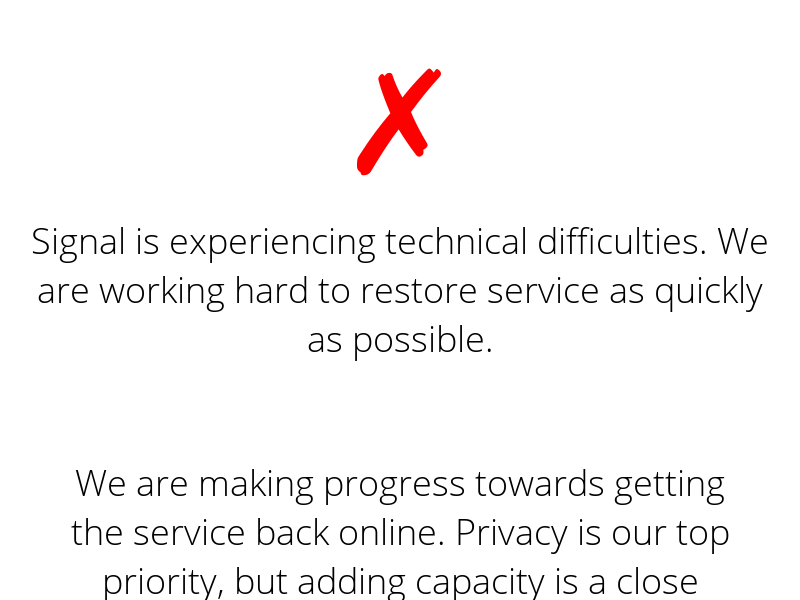 Signal is experiencing technical difficulties. We
are working hard to restore service as quickly
as possible.
We are making progress towards getting
the service back online. Privacy is our top
priority, but adding capacity is a close